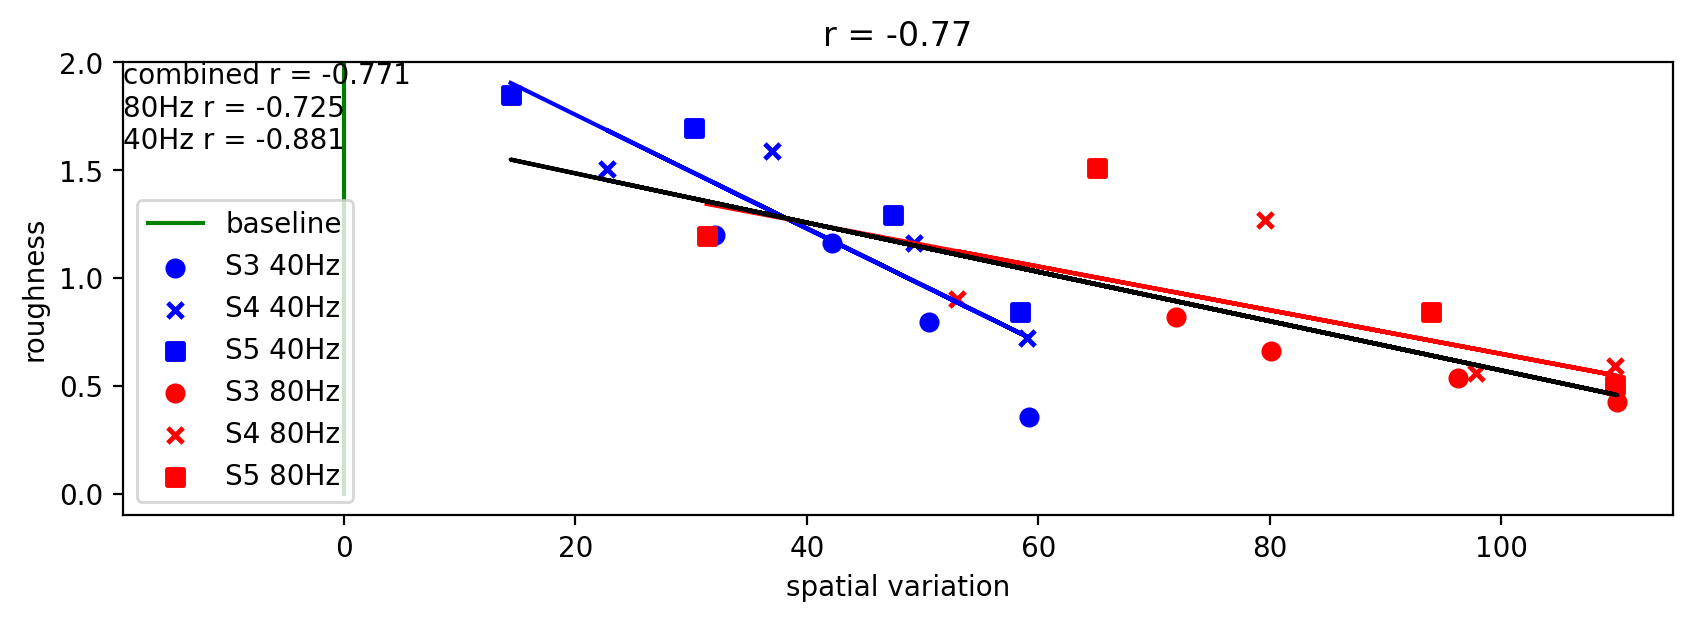 r = -0.77
combined r = -0.771
80Hz r = -0.725
40Hz r = -0.881
2.0
1.5
1.0
0.5
0.0
roughness
baseline
S3 40Hz
S4 40Hz
S5 40Hz
S3 80Hz
S4 80Hz
S5 80Hz
0 20 40 60 80 100
spatial variation